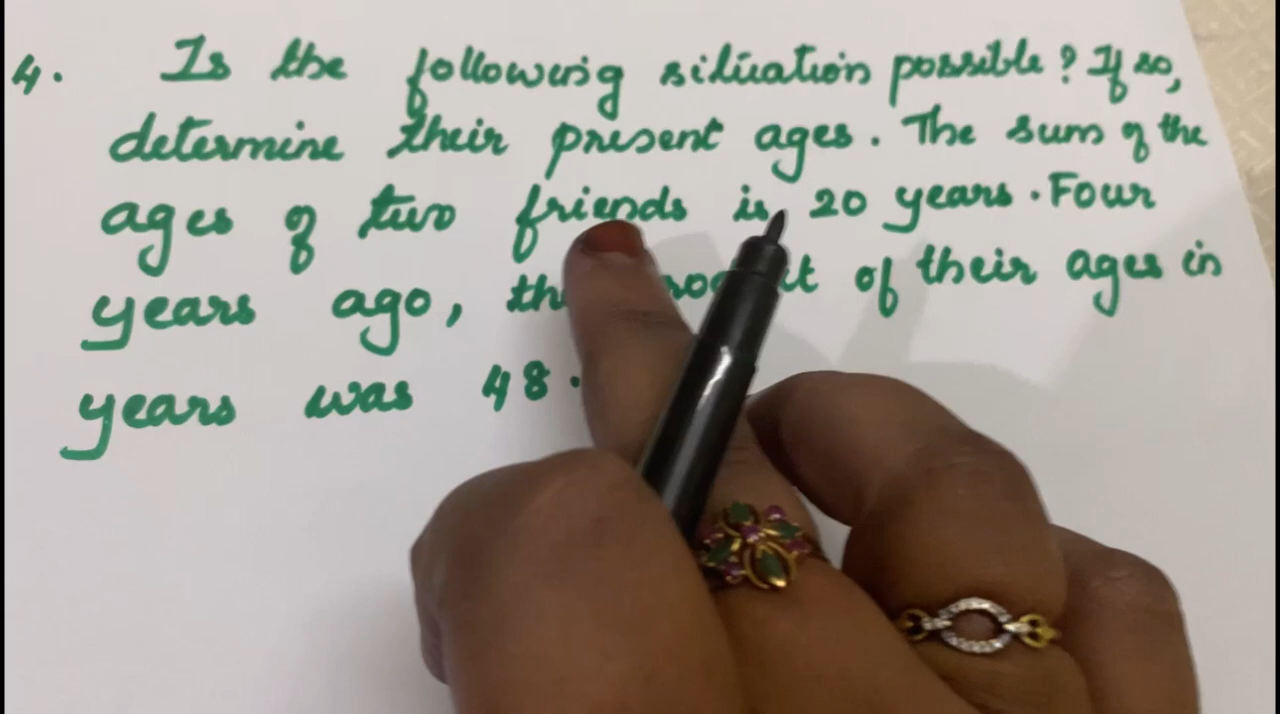 4. Is the following situation possible? If so,
determine their present ages. The sum of the
ages of two friends is 20 years. Four
years ago, of their ages in
years was 48.